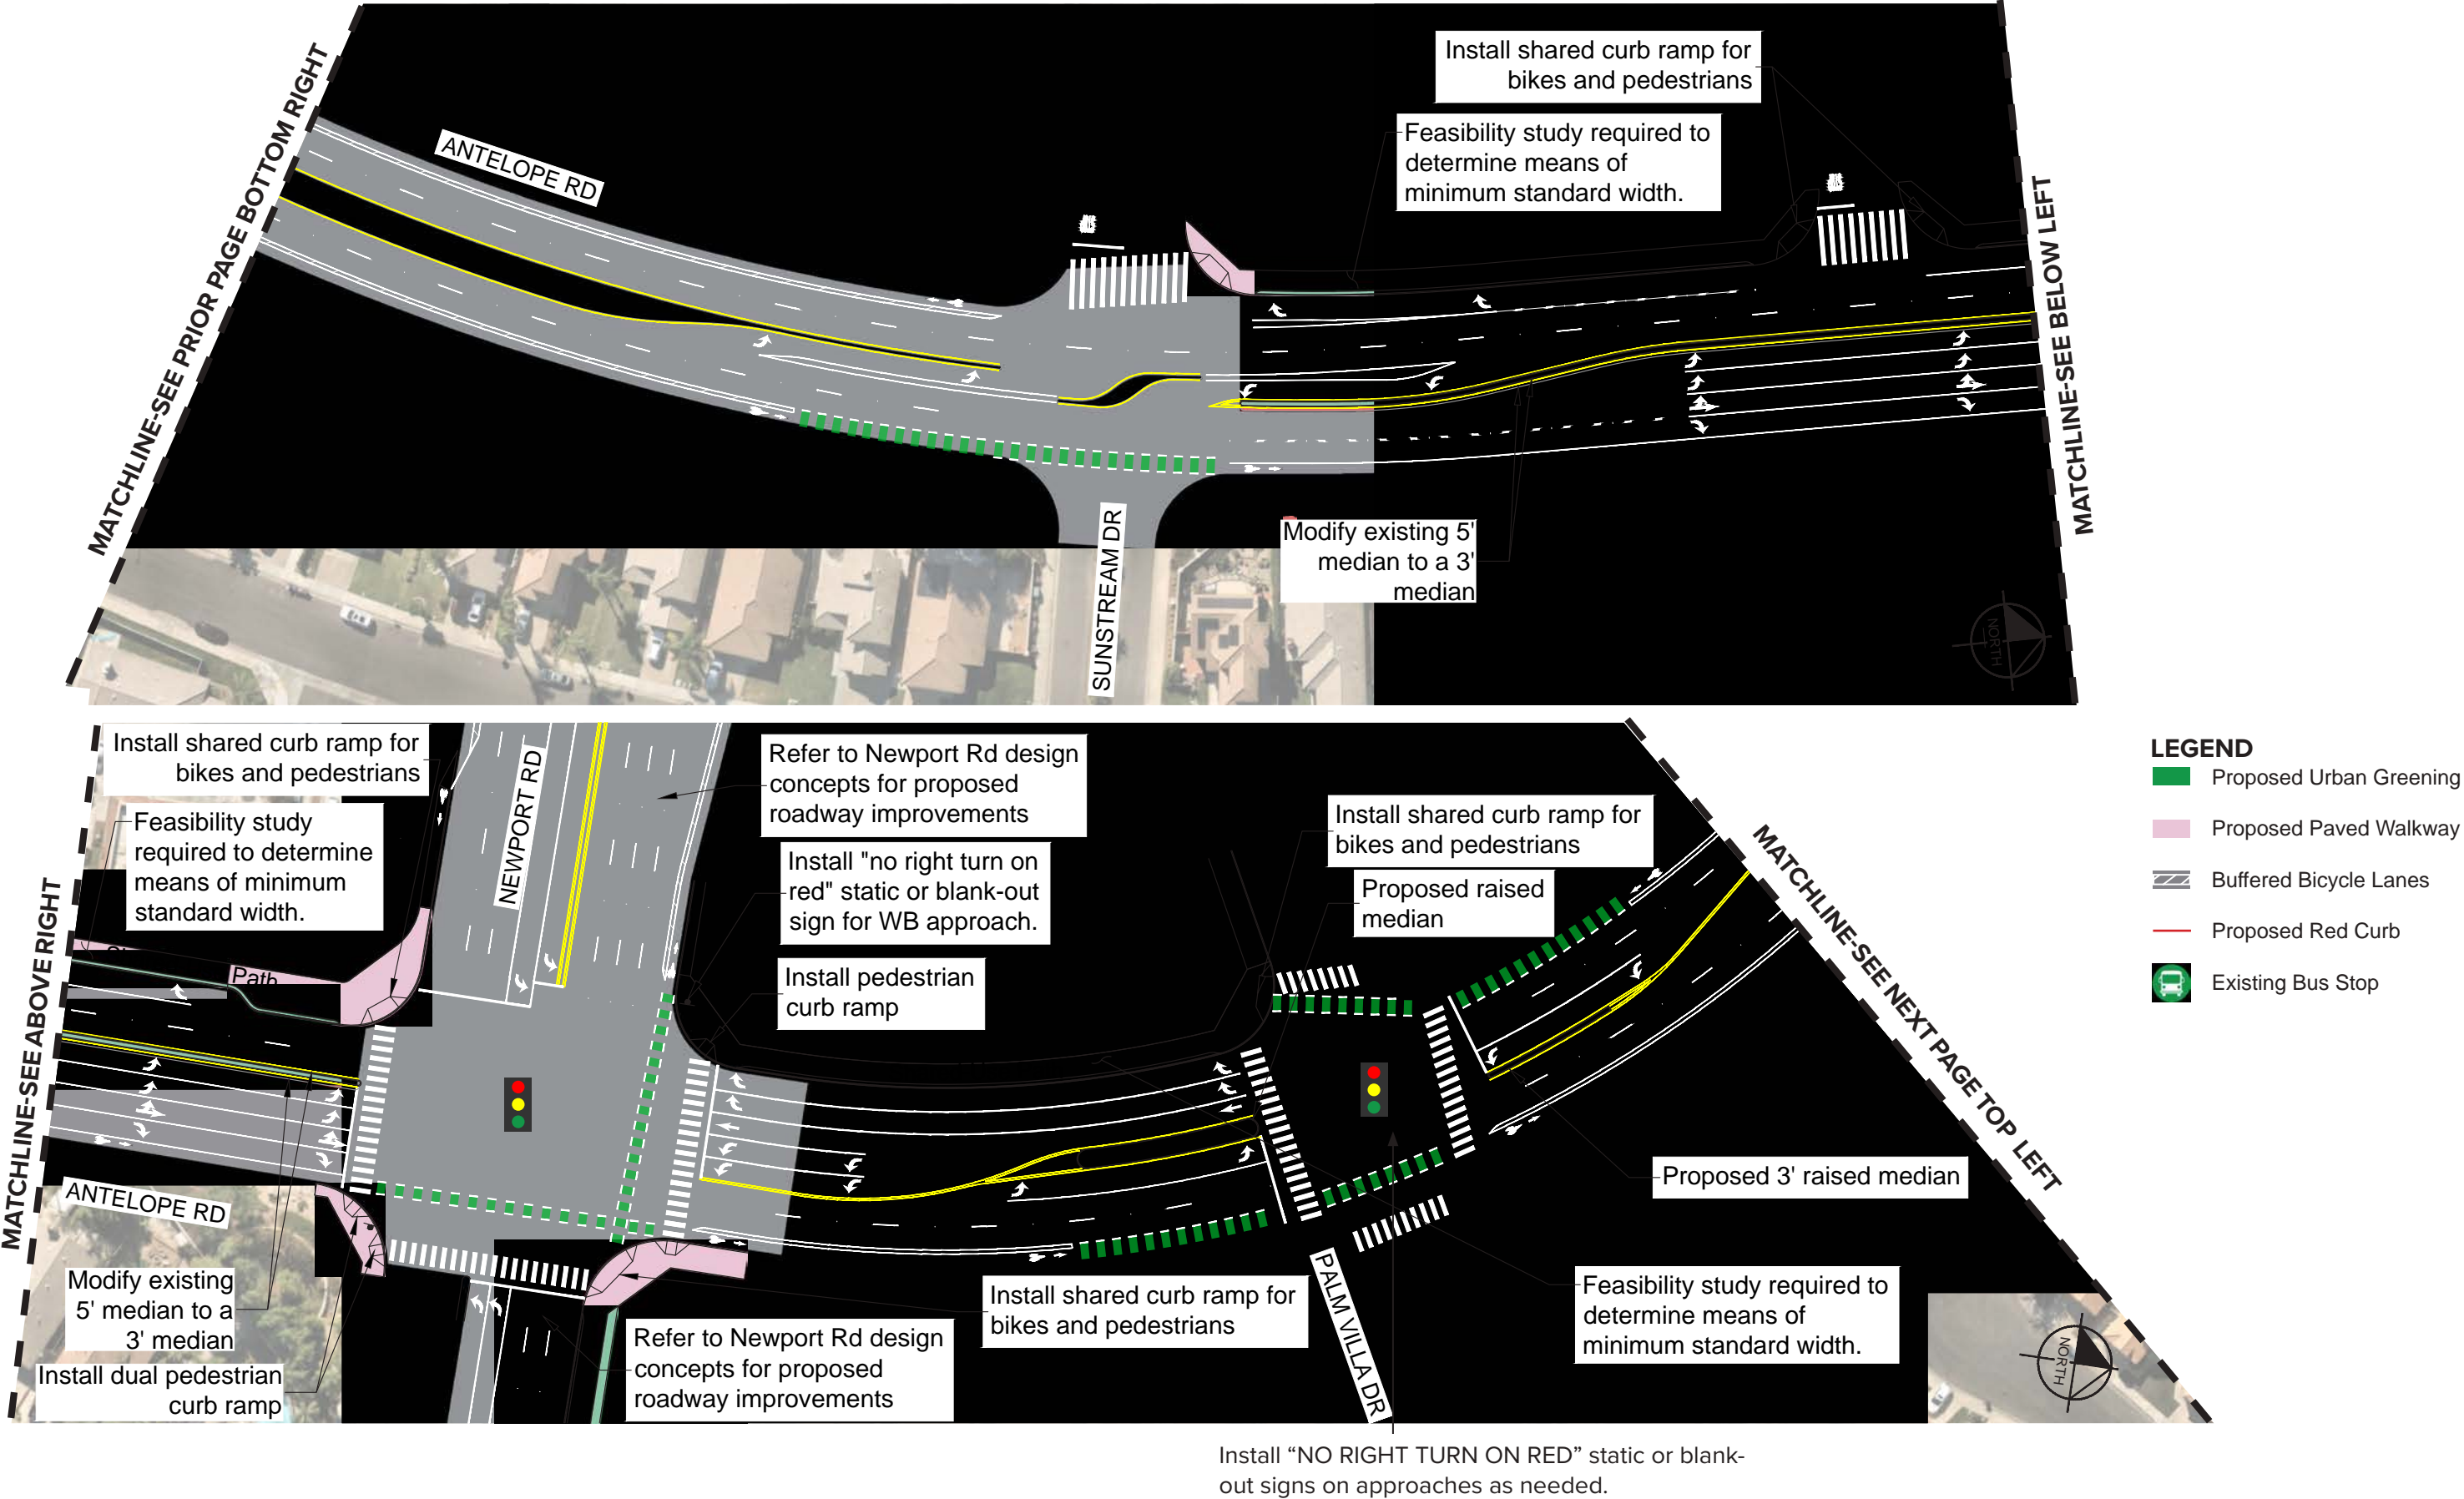 MATCHLINE-SEE PRIOR PAGE BOTTOM RIGHT
ANTELOPE RD
Install shared curb ramp for
bikes and pedestrians
Feasibility study required to
determine means of
minimum standard width.
MATCHLINE-SEE BELOW LEFT
SUNSTREAM DR
Modify existing 5'
median to a 3'
median
NORTH
MATCHLINE-SEE ABOVE RIGHT
Install shared curb ramp for
bikes and pedestrians
Feasibility study
required to determine
means of minimum
standard width.
Path
NEWPORT RD
Refer to Newport Rd design
concepts for proposed
roadway improvements
Install "no right turn on
red" static or blank-out
sign for WB approach.
Install pedestrian
curb ramp
Install shared curb ramp for
bikes and pedestrians
Proposed raised
median
MATCHLINE-SEE NEXT PAGE TOP LEFT
Proposed 3' raised median
ANTELOPE RD
Modify existing
5' median to a
3' median
Install dual pedestrian
curb ramp
Refer to Newport Rd design
concepts for proposed
roadway improvements
Install shared curb ramp for
bikes and pedestrians
PALM VILLA DR
Feasibility study required to
determine means of
minimum standard width.
NORTH
Install “NO RIGHT TURN ON RED” static or blank-
out signs on approaches as needed.
LEGEND
Proposed Urban Greening
Proposed Paved Walkway
Buffered Bicycle Lanes
Proposed Red Curb
Existing Bus Stop